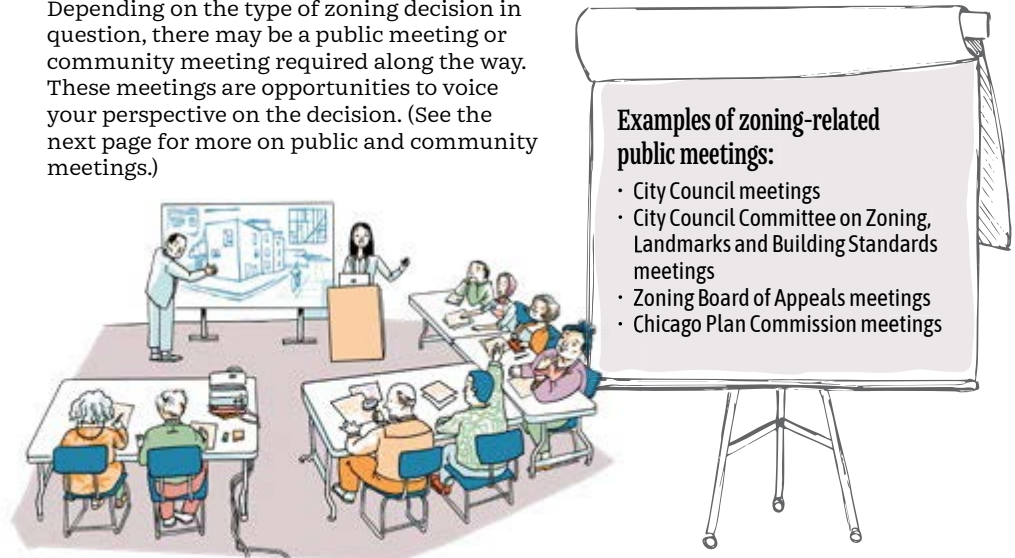 Depending on the type of zoning decision in
question, there may be a public meeting or
community meeting required along the way.
These meetings are opportunities to voice
your perspective on the decision. (See the
next page for more on public and community
meetings.)
Examples of zoning-related
public meetings:
· City Council meetings
· City Council Committee on Zoning,
Landmarks and Building Standards
meetings
· Zoning Board of Appeals meetings
· Chicago Plan Commission meetings